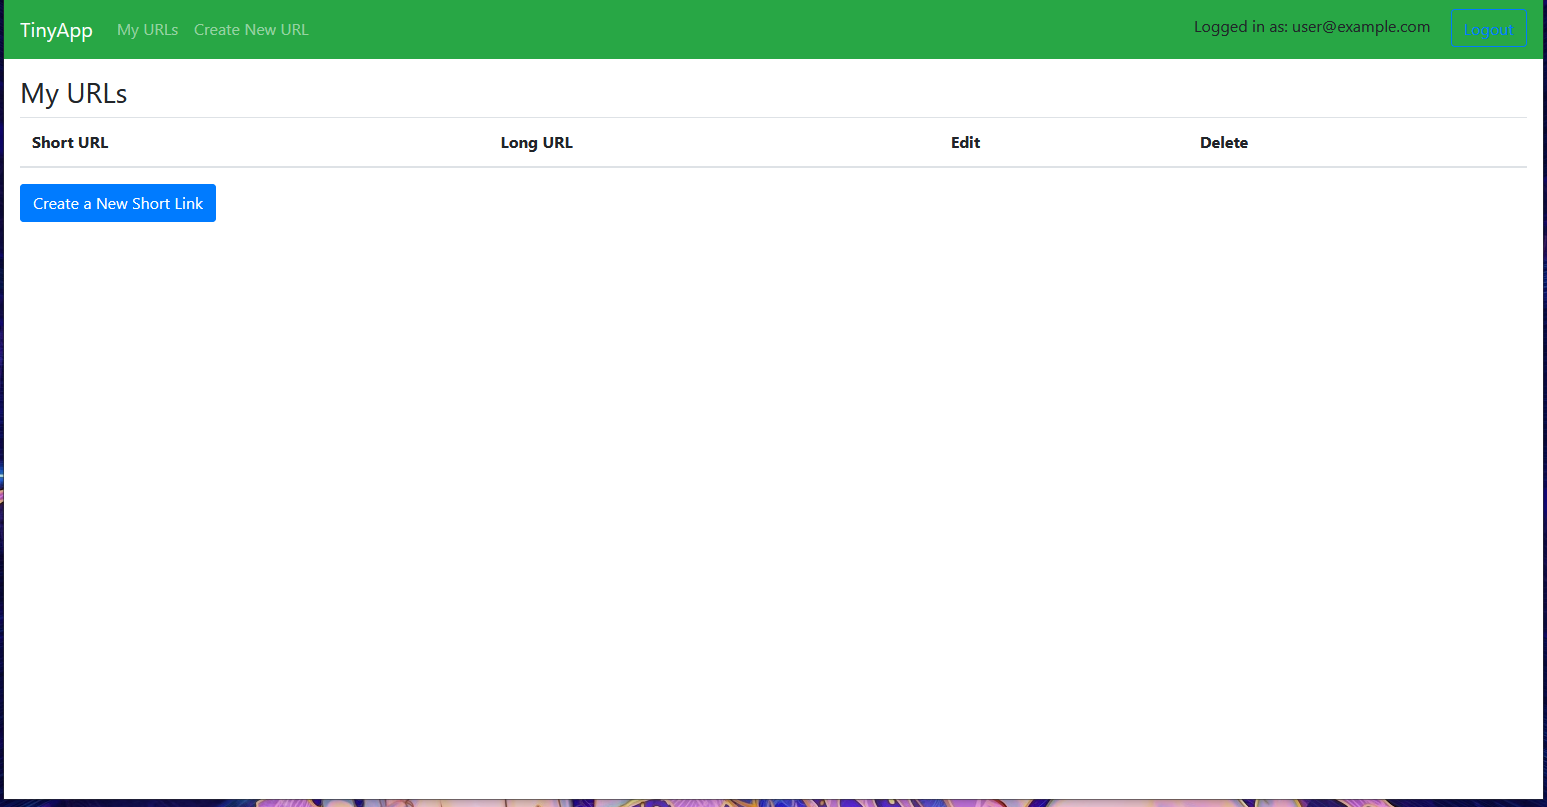 TinyApp My URLs Create New URL Logged in as: user@example.com Logout
My URLs
Short URL Long URL Edit Delete
Create a New Short Link